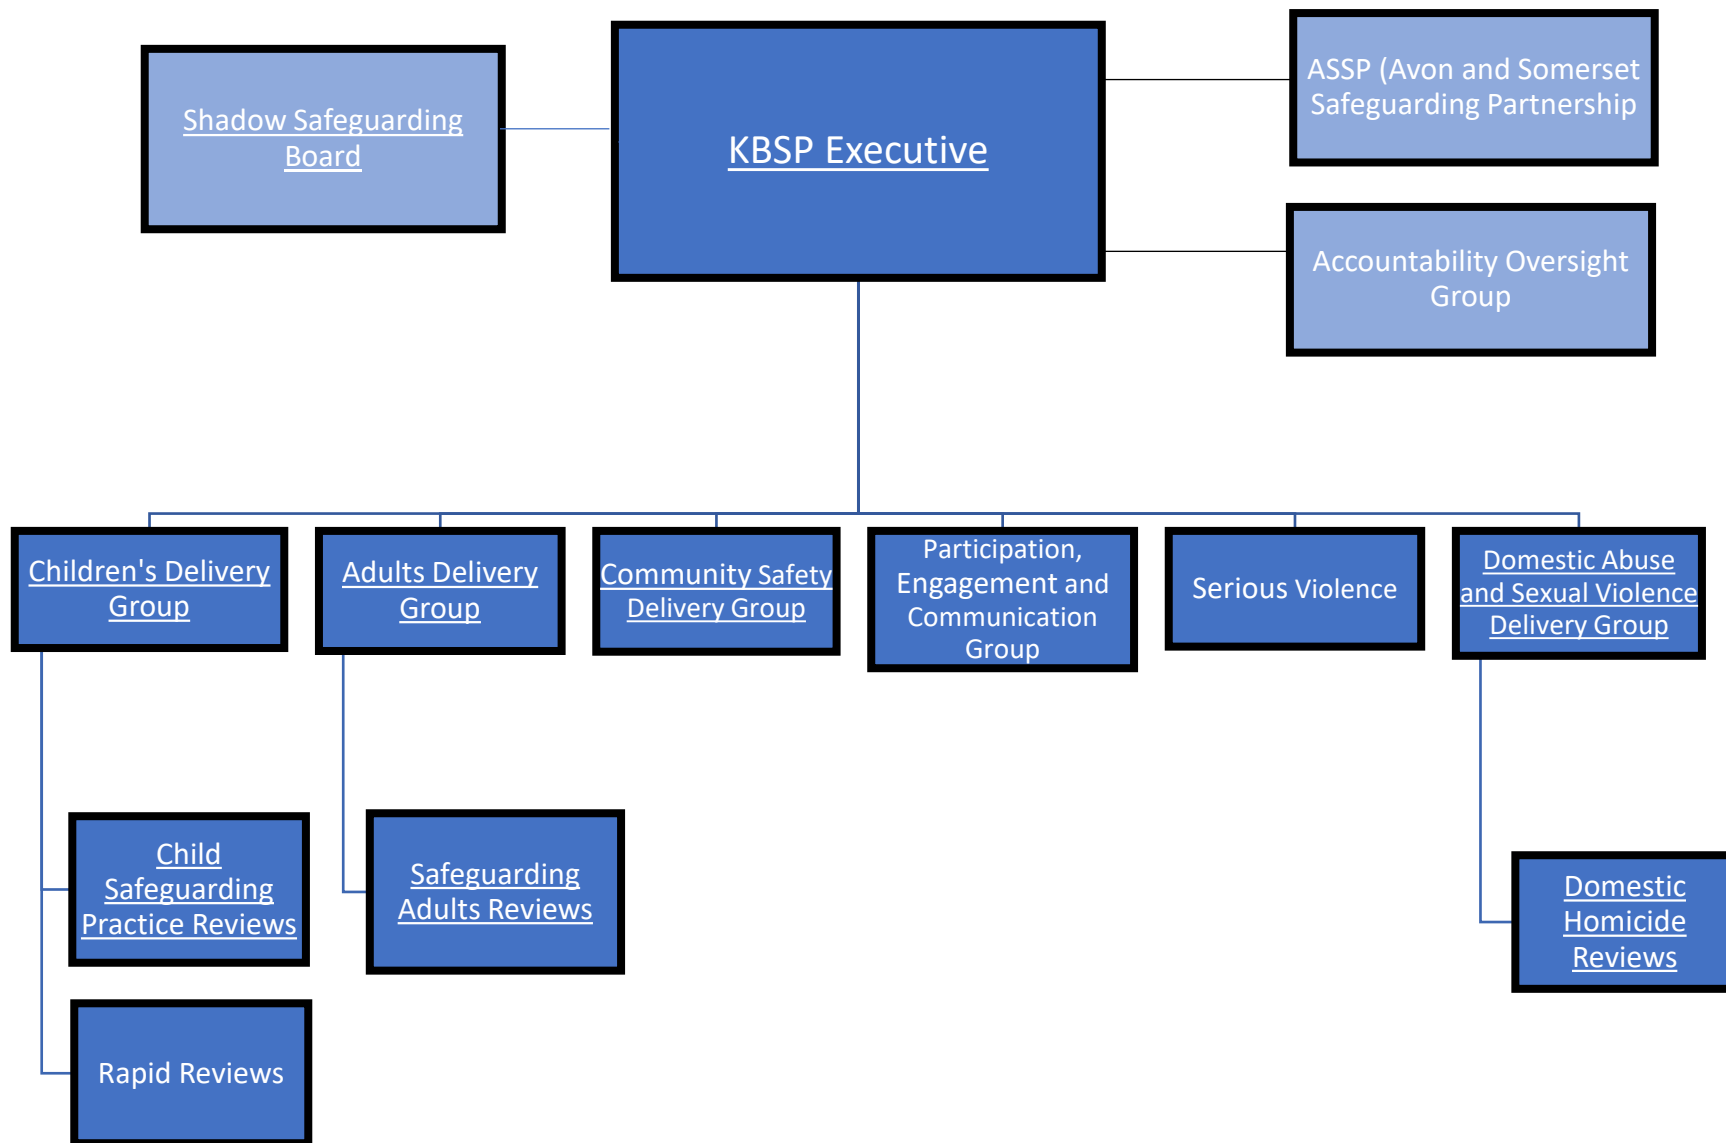 Shadow Safeguarding
Board
KBSP Executive
ASSP (Avon and Somerset
Safeguarding Partnership
Accountability Oversight
Group
Children's Delivery
Group
Adults Delivery
Group
Community Safety
Delivery Group
Participation,
Engagement and
Communication
Group
Serious Violence
Domestic Abuse
and Sexual Violence
Delivery Group
Child
Safeguarding
Practice Reviews
Safeguarding
Adults Reviews
Domestic
Homicide
Reviews
Rapid Reviews